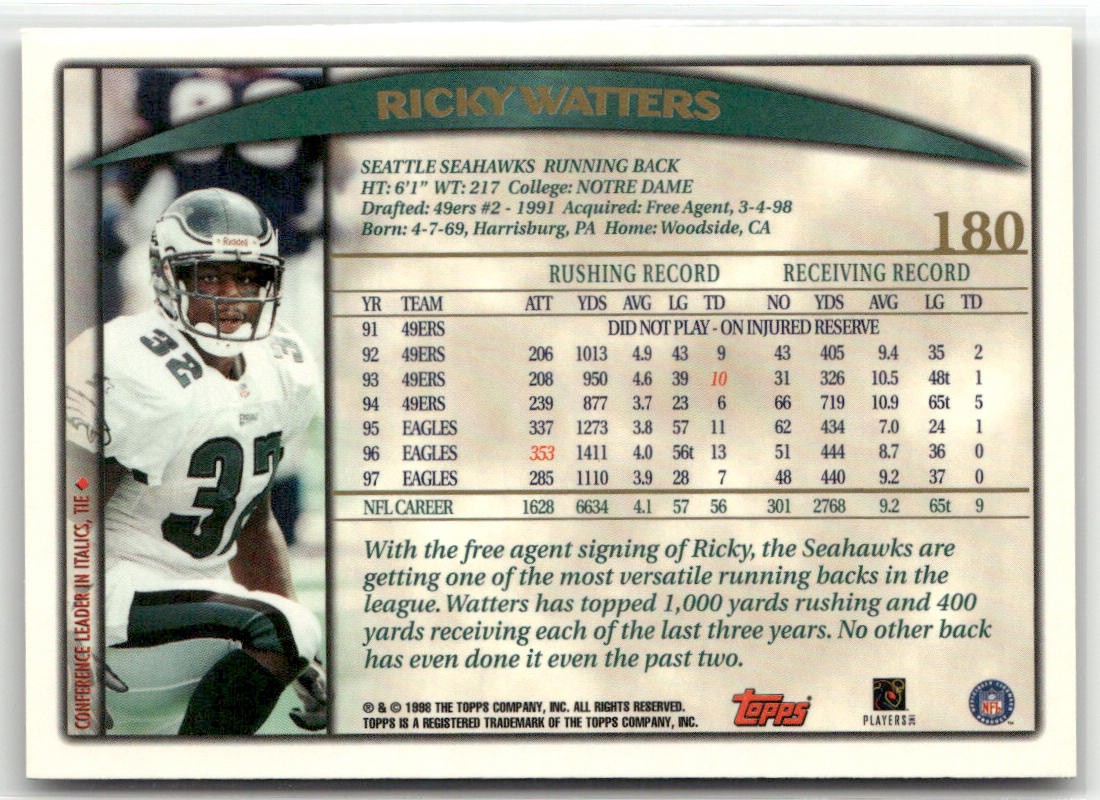 RICKY WATTERS
SEATTLE SEAHAWKS RUNNING BACK
HT: 6'1" WT: 217 College: NOTRE DAME
Drafted: 49ers #2 - 1991 Acquired: Free Agent, 3-4-98
Born: 4-7-69, Harrisburg, PA Home: Woodside, CA
180
RUSHING RECORD RECEIVING RECORD
YR TEAM ATT YDS AVG LG TD NO YDS AVG LG TD
91 49ERS DID NOT PLAY - ON INJURED RESERVE
92 49ERS 206 1013 4.9 43 9 43 405 9.4 35 2
93 49ERS 208 950 4.6 39 10 31 326 10.5 48t 1
94 49ERS 239 877 3.7 23 6 66 719 10.9 65t 5
95 EAGLES 337 1273 3.8 57 11 62 434 7.0 24 1
96 EAGLES 353 1411 4.0 56t 13 51 444 8.7 36 0
97 EAGLES 285 1110 3.9 28 7 48 440 9.2 37 0
NFL CAREER 1628 6634 4.1 57 56 301 2768 9.2 65t 9
With the free agent signing of Ricky, the Seahawks are
getting one of the most versatile running backs in the
league. Watters has topped 1,000 yards rushing and 400
yards receiving each of the last three years. No other back
has even done it even the past two.
® & © 1998 THE TOPPS COMPANY, INC. ALL RIGHTS RESERVED.
TOPPS IS A REGISTERED TRADEMARK OF THE TOPPS COMPANY, INC.
Topps
PLAYERS INC
NFL
CONFERENCE LEADER IN ITALICS, TIE ♦
Riddell
32
32